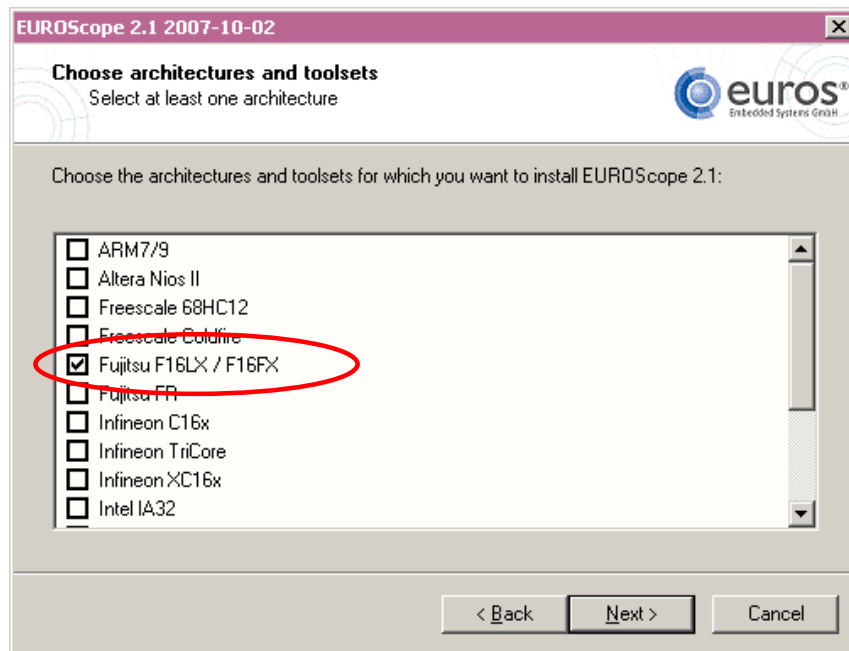 EUROScope 2.1 2007-10-02
Choose architectures and toolsets
Select at least one architecture
euros®
Embedded Systems GmbH
Choose the architectures and toolsets for which you want to install EUROScope 2.1:
ARM7/9
Altera Nios II
Freescale 68HC12
Freescale Coldfire
Fujitsu F16LX / F16FX
Fujitsu FR
Infineon C16x
Infineon TriCore
Infineon XC16x
Intel IA32
< Back
Next >
Cancel